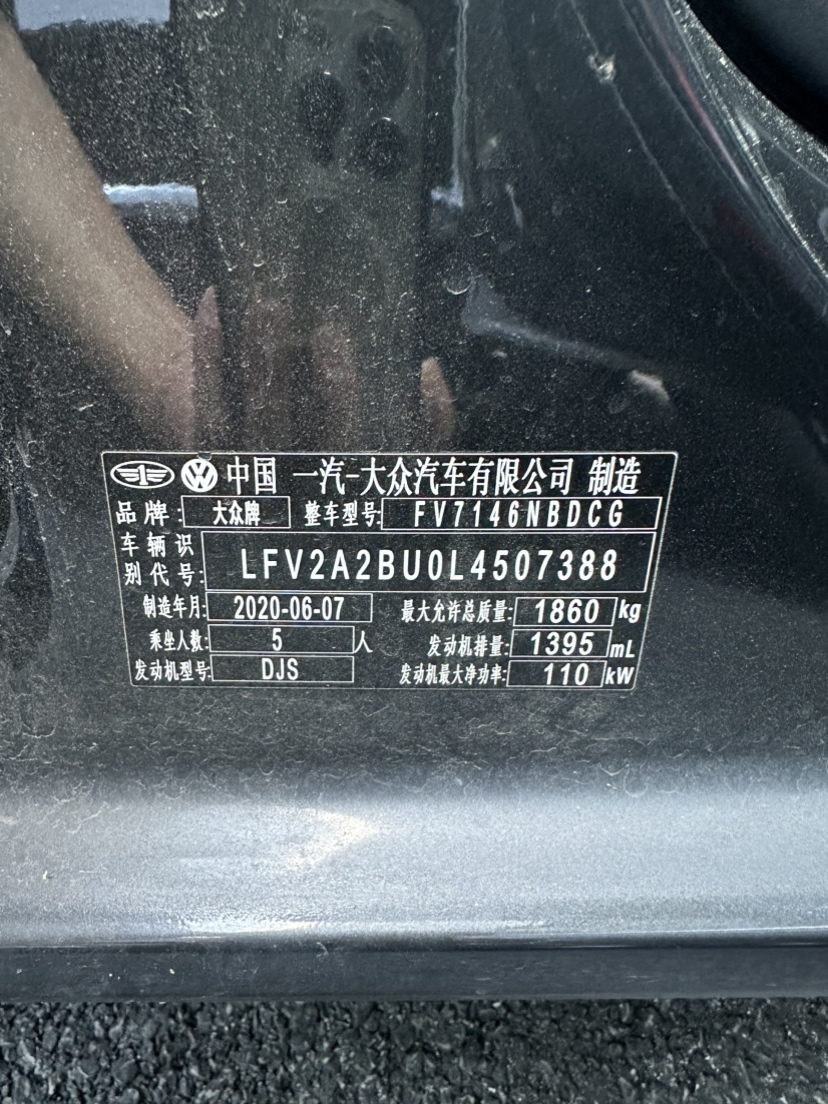 中国 一汽-大众汽车有限公司 制造
品牌: 大众牌 整车型号: FV7146NBDCG
车辆识别代号: LFV2A2BU0L4507388
制造年月: 2020-06-07 最大允许总质量: 1860 kg
乘坐人数: 5 人 发动机排量: 1395 mL
发动机型号: DJS 发动机最大净功率: 110 kW